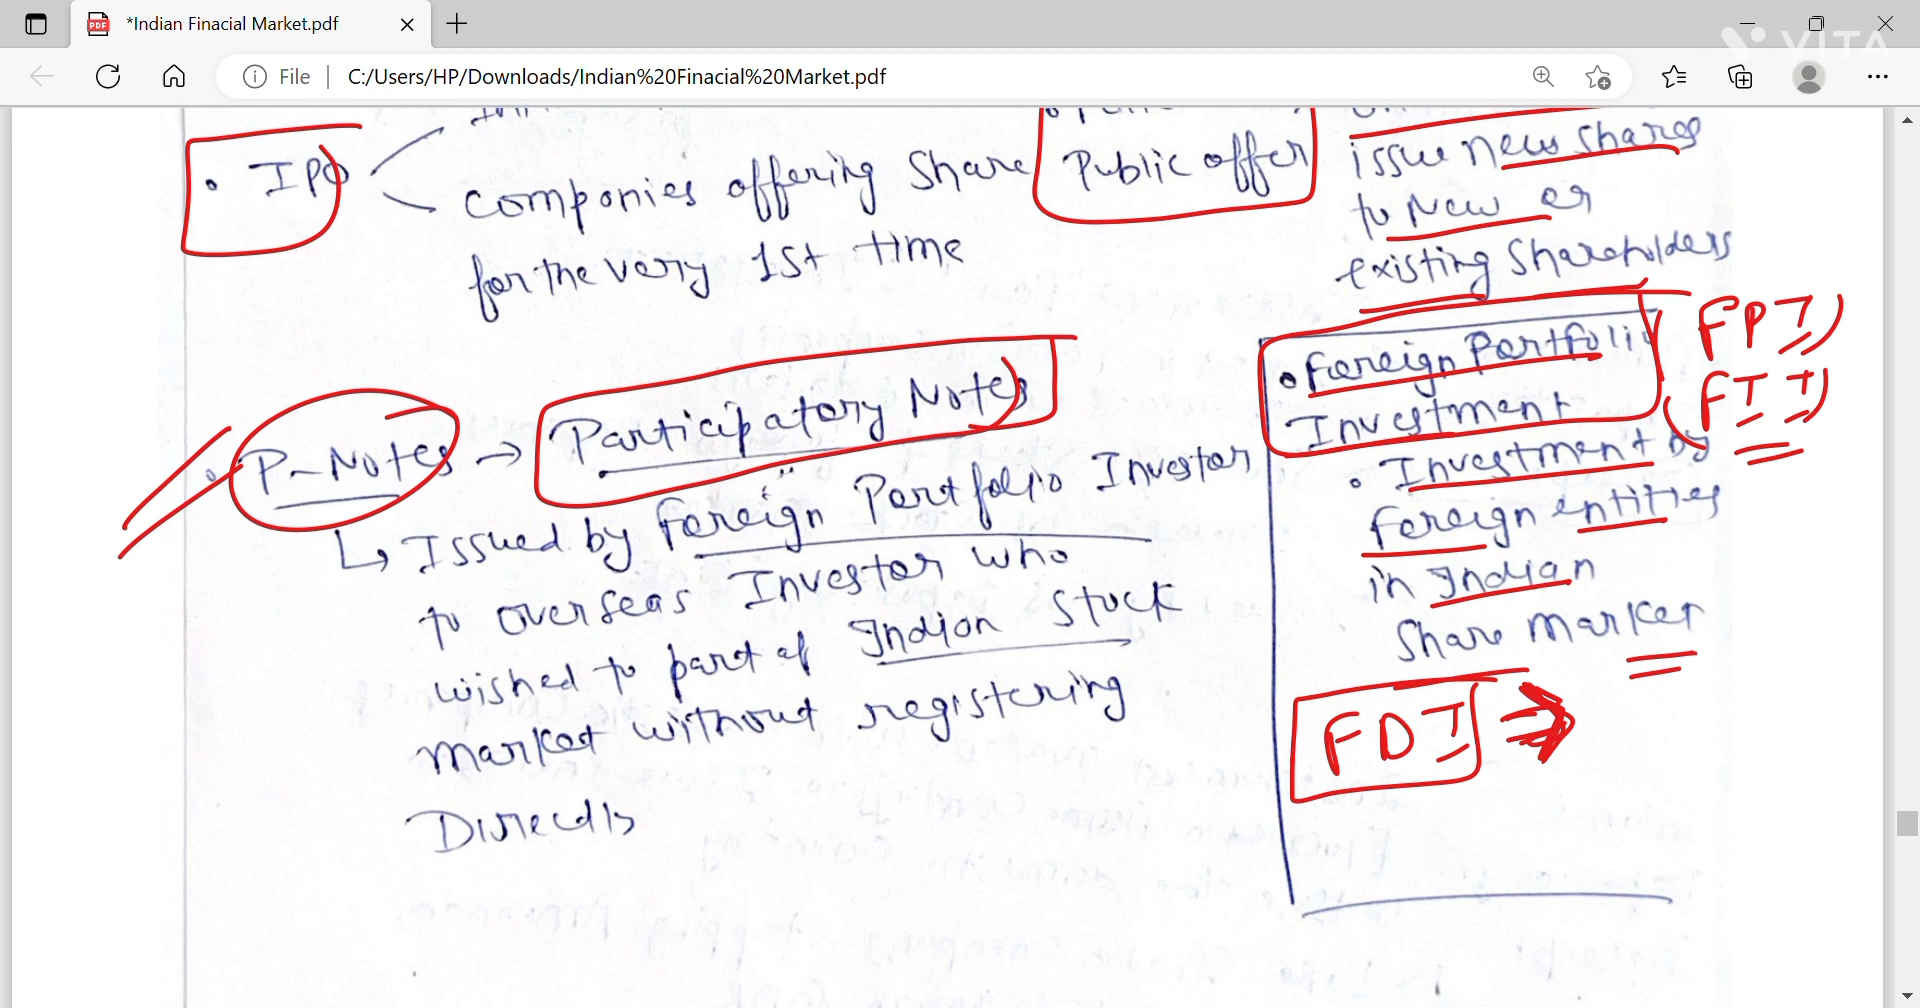 *Indian Finacial Market.pdf
File
C:/Users/HP/Downloads/Indian%20Finacial%20Market.pdf
VITA
• IPO
companies offering Share
for the very 1st time
Public offer
issue new shares
to New or
existing Shareholders
• P-Notes → Participatory Notes
↳ Issued by foreign Portfolio Investor
to overseas Investor who
wished to part of Indian Stock
market without registering
Directly
• Foreign Portfolio
Investment
(FPI)
(FII)
• Investment by
foreign entities
in Indian
Share market
FDI ⇒